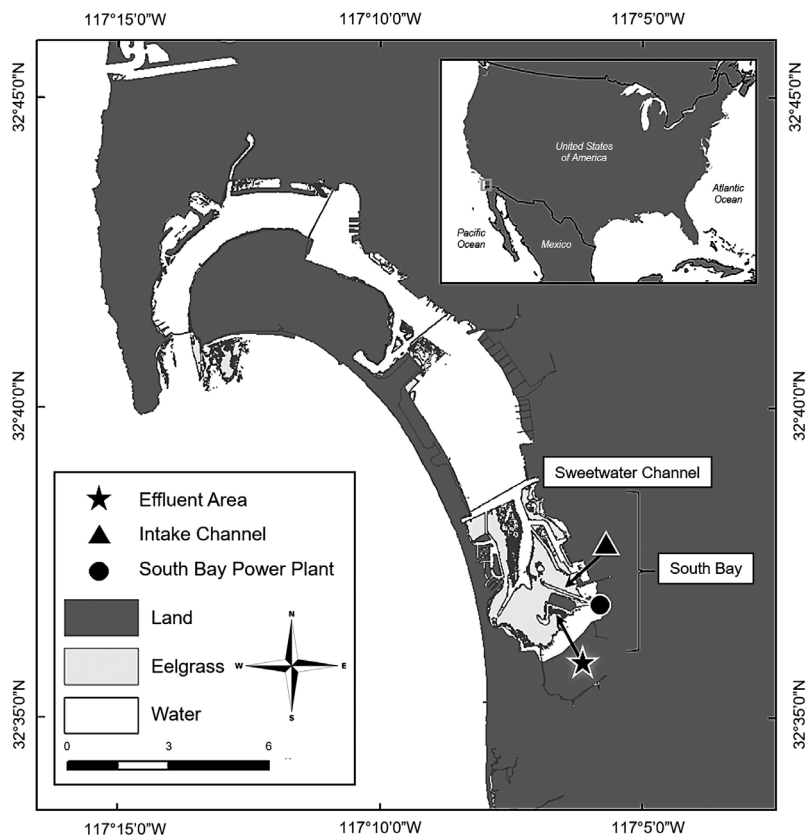 117°15'0"W
117°10'0"W
117°5'0"W
32°45'0"N
32°45'0"N
United States
of America
Atlantic
Ocean
Pacific
Ocean
Mexico
32°40'0"N
32°40'0"N
Sweetwater Channel
South Bay
Effluent Area
Intake Channel
South Bay Power Plant
Land
Eelgrass
Water
N
W
E
S
0
3
6
32°35'0"N
32°35'0"N
117°15'0"W
117°10'0"W
117°5'0"W